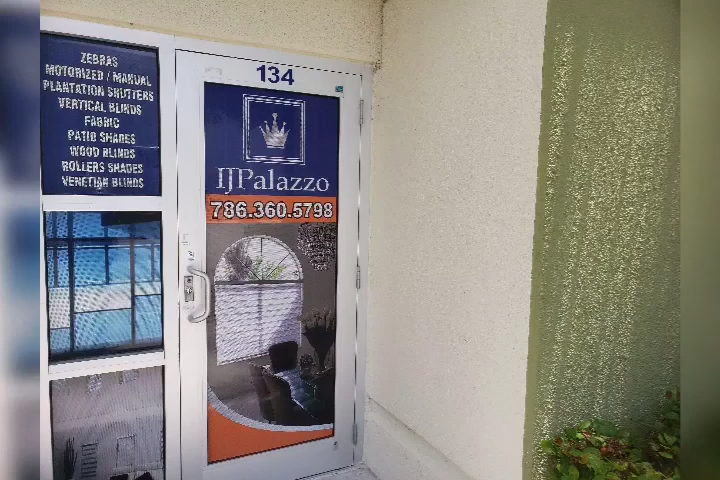 ZEBRAS
MOTORIZED / MANUAL
PLANTATION SHUTTERS
VERTICAL BLINDS
FABRIC
PATIO SHADES
WOOD BLINDS
ROLLERS SHADES
VENETIAN BLINDS
134
IJPalazzo
786.360.5798